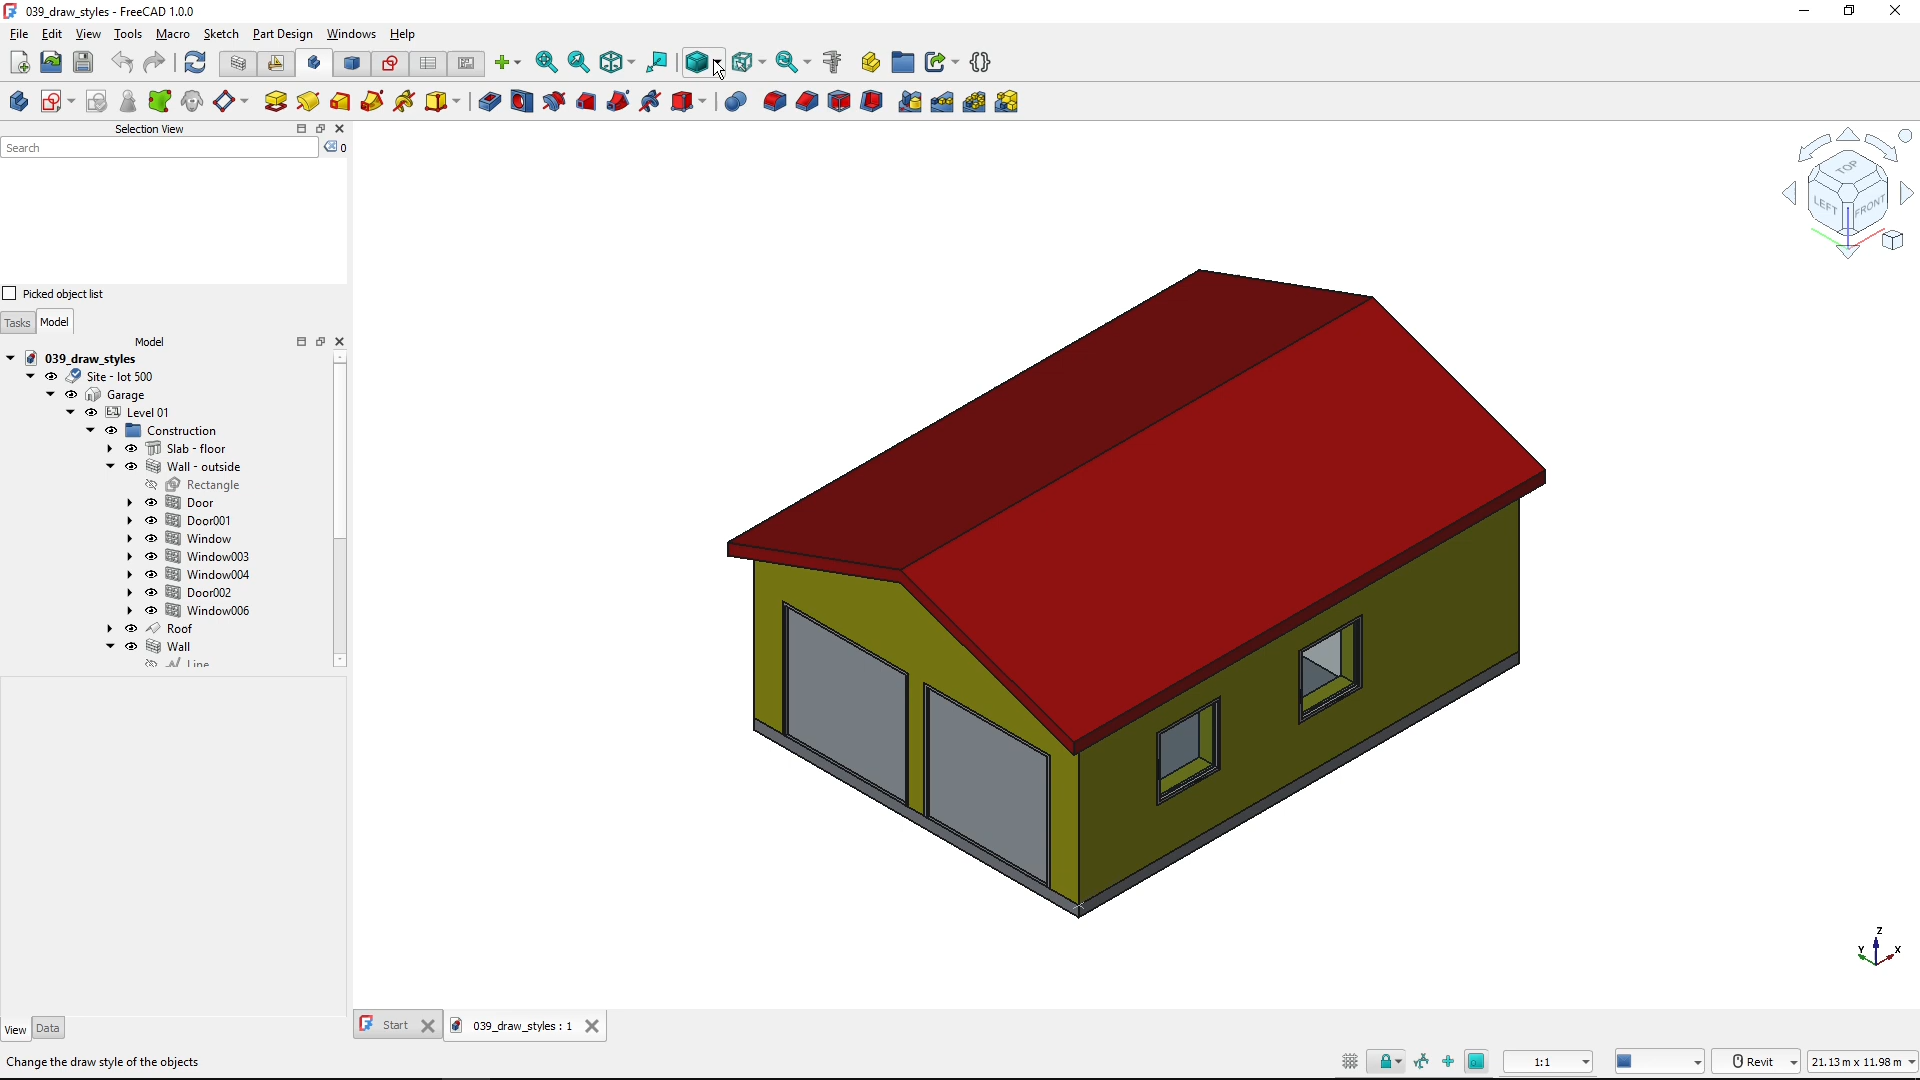 039_draw_styles - FreeCAD 1.0.0
File Edit View Tools Macro Sketch Part Design Windows Help
Selection View
Search
0
Picked object list
Tasks Model
Model
039_draw_styles
Site - lot 500
Garage
Level 01
Construction
Slab - floor
Wall - outside
Rectangle
Door
Door001
Window
Window003
Window004
Door002
Window006
Roof
Wall
Line
TOP
LEFT FRONT
Z
Y X
View Data
Start 039_draw_styles : 1
Change the draw style of the objects
1:1 Revit 21.13 m x 11.98 m